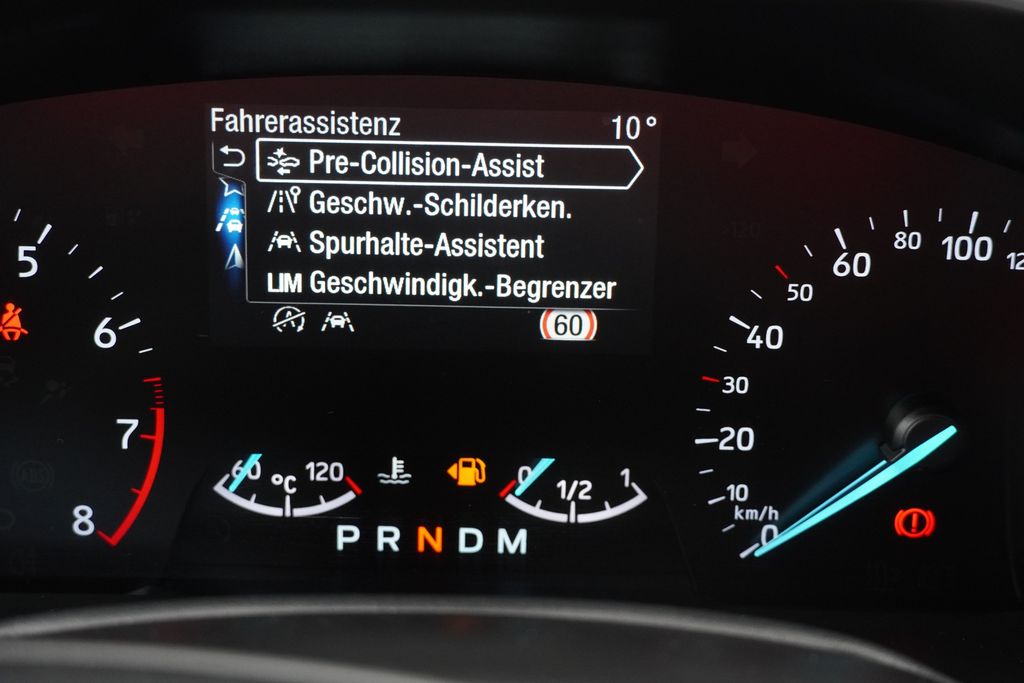 Fahrerassistenz 10°
Pre-Collision-Assist
Geschw.-Schilderken.
Spurhalte-Assistent
LIM Geschwindigk.-Begrenzer
60
5
6
7
8
60 °C 120
0 1/2 1
P R N D M
0
10
20
30
40
50
60
80
100
km/h